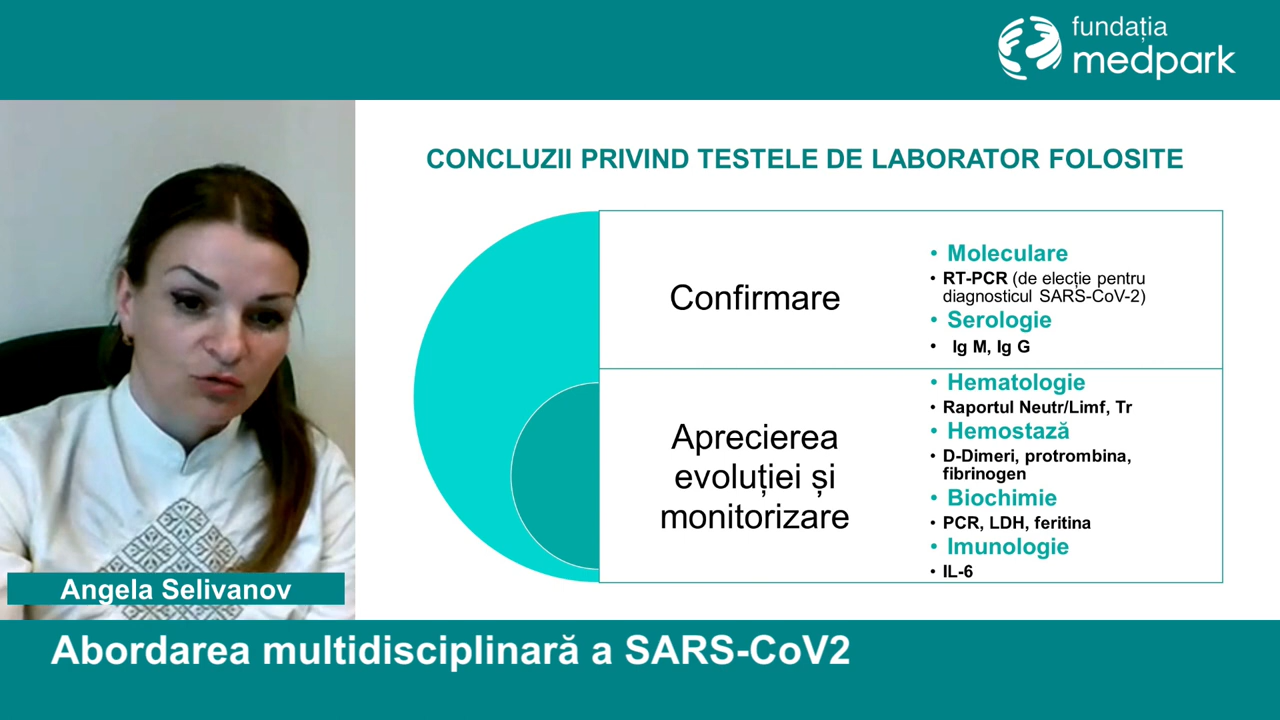 fundația
medpark
CONCLUZII PRIVIND TESTELE DE LABORATOR FOLOSITE
Confirmare
• Moleculare
• RT-PCR (de elecție pentru
diagnosticul SARS-CoV-2)
• Serologie
• Ig M, Ig G
Aprecierea
evoluției și
monitorizare
• Hematologie
• Raportul Neutr/Limf, Tr
• Hemostază
• D-Dimeri, protrombina,
fibrinogen
• Biochimie
• PCR, LDH, feritina
• Imunologie
• IL-6
Angela Selivanov
Abordarea multidisciplinară a SARS-CoV2